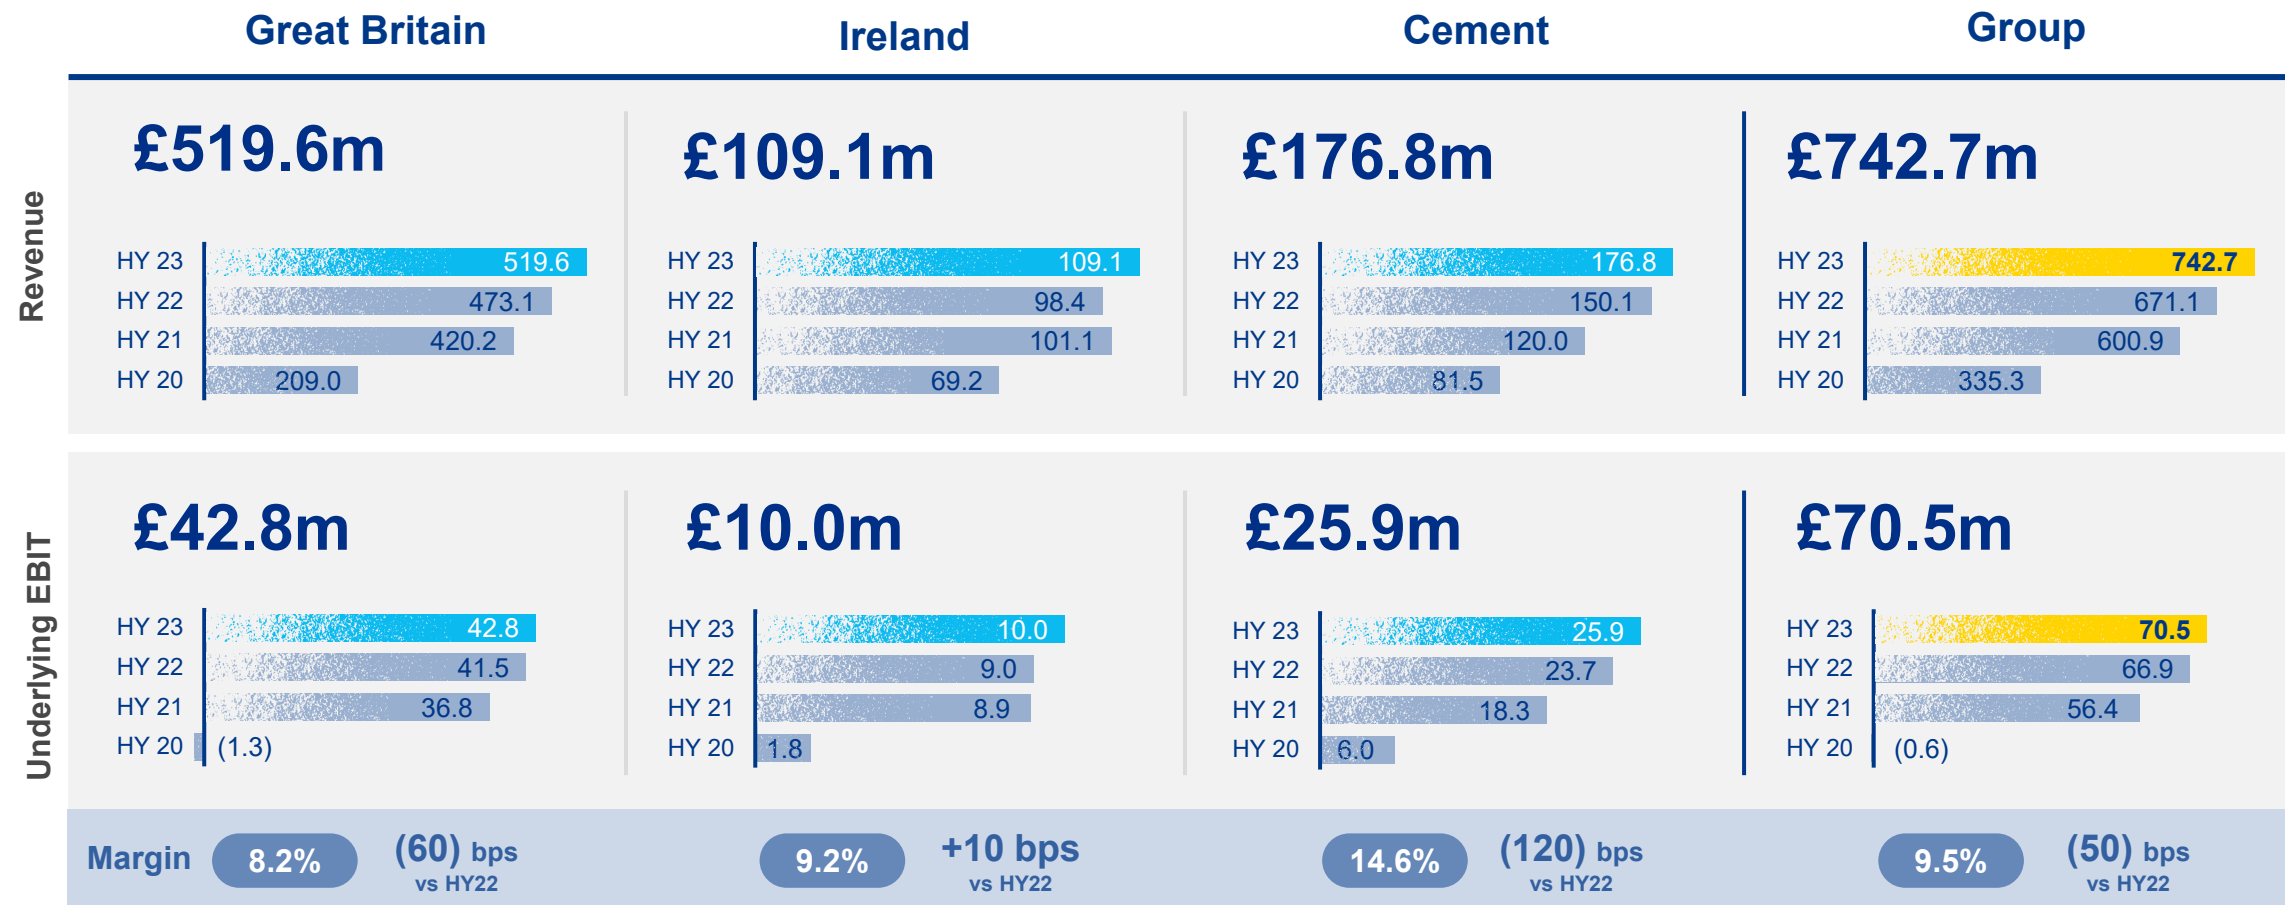 Great Britain
Ireland
Cement
Group
Revenue
£519.6m
HY 23 519.6
HY 22 473.1
HY 21 420.2
HY 20 209.0
£109.1m
HY 23 109.1
HY 22 98.4
HY 21 101.1
HY 20 69.2
£176.8m
HY 23 176.8
HY 22 150.1
HY 21 120.0
HY 20 81.5
£742.7m
HY 23 742.7
HY 22 671.1
HY 21 600.9
HY 20 335.3
Underlying EBIT
£42.8m
HY 23 42.8
HY 22 41.5
HY 21 36.8
HY 20 (1.3)
£10.0m
HY 23 10.0
HY 22 9.0
HY 21 8.9
HY 20 1.8
£25.9m
HY 23 25.9
HY 22 23.7
HY 21 18.3
HY 20 6.0
£70.5m
HY 23 70.5
HY 22 66.9
HY 21 56.4
HY 20 (0.6)
Margin
8.2%
(60) bps
vs HY22
9.2%
+10 bps
vs HY22
14.6%
(120) bps
vs HY22
9.5%
(50) bps
vs HY22